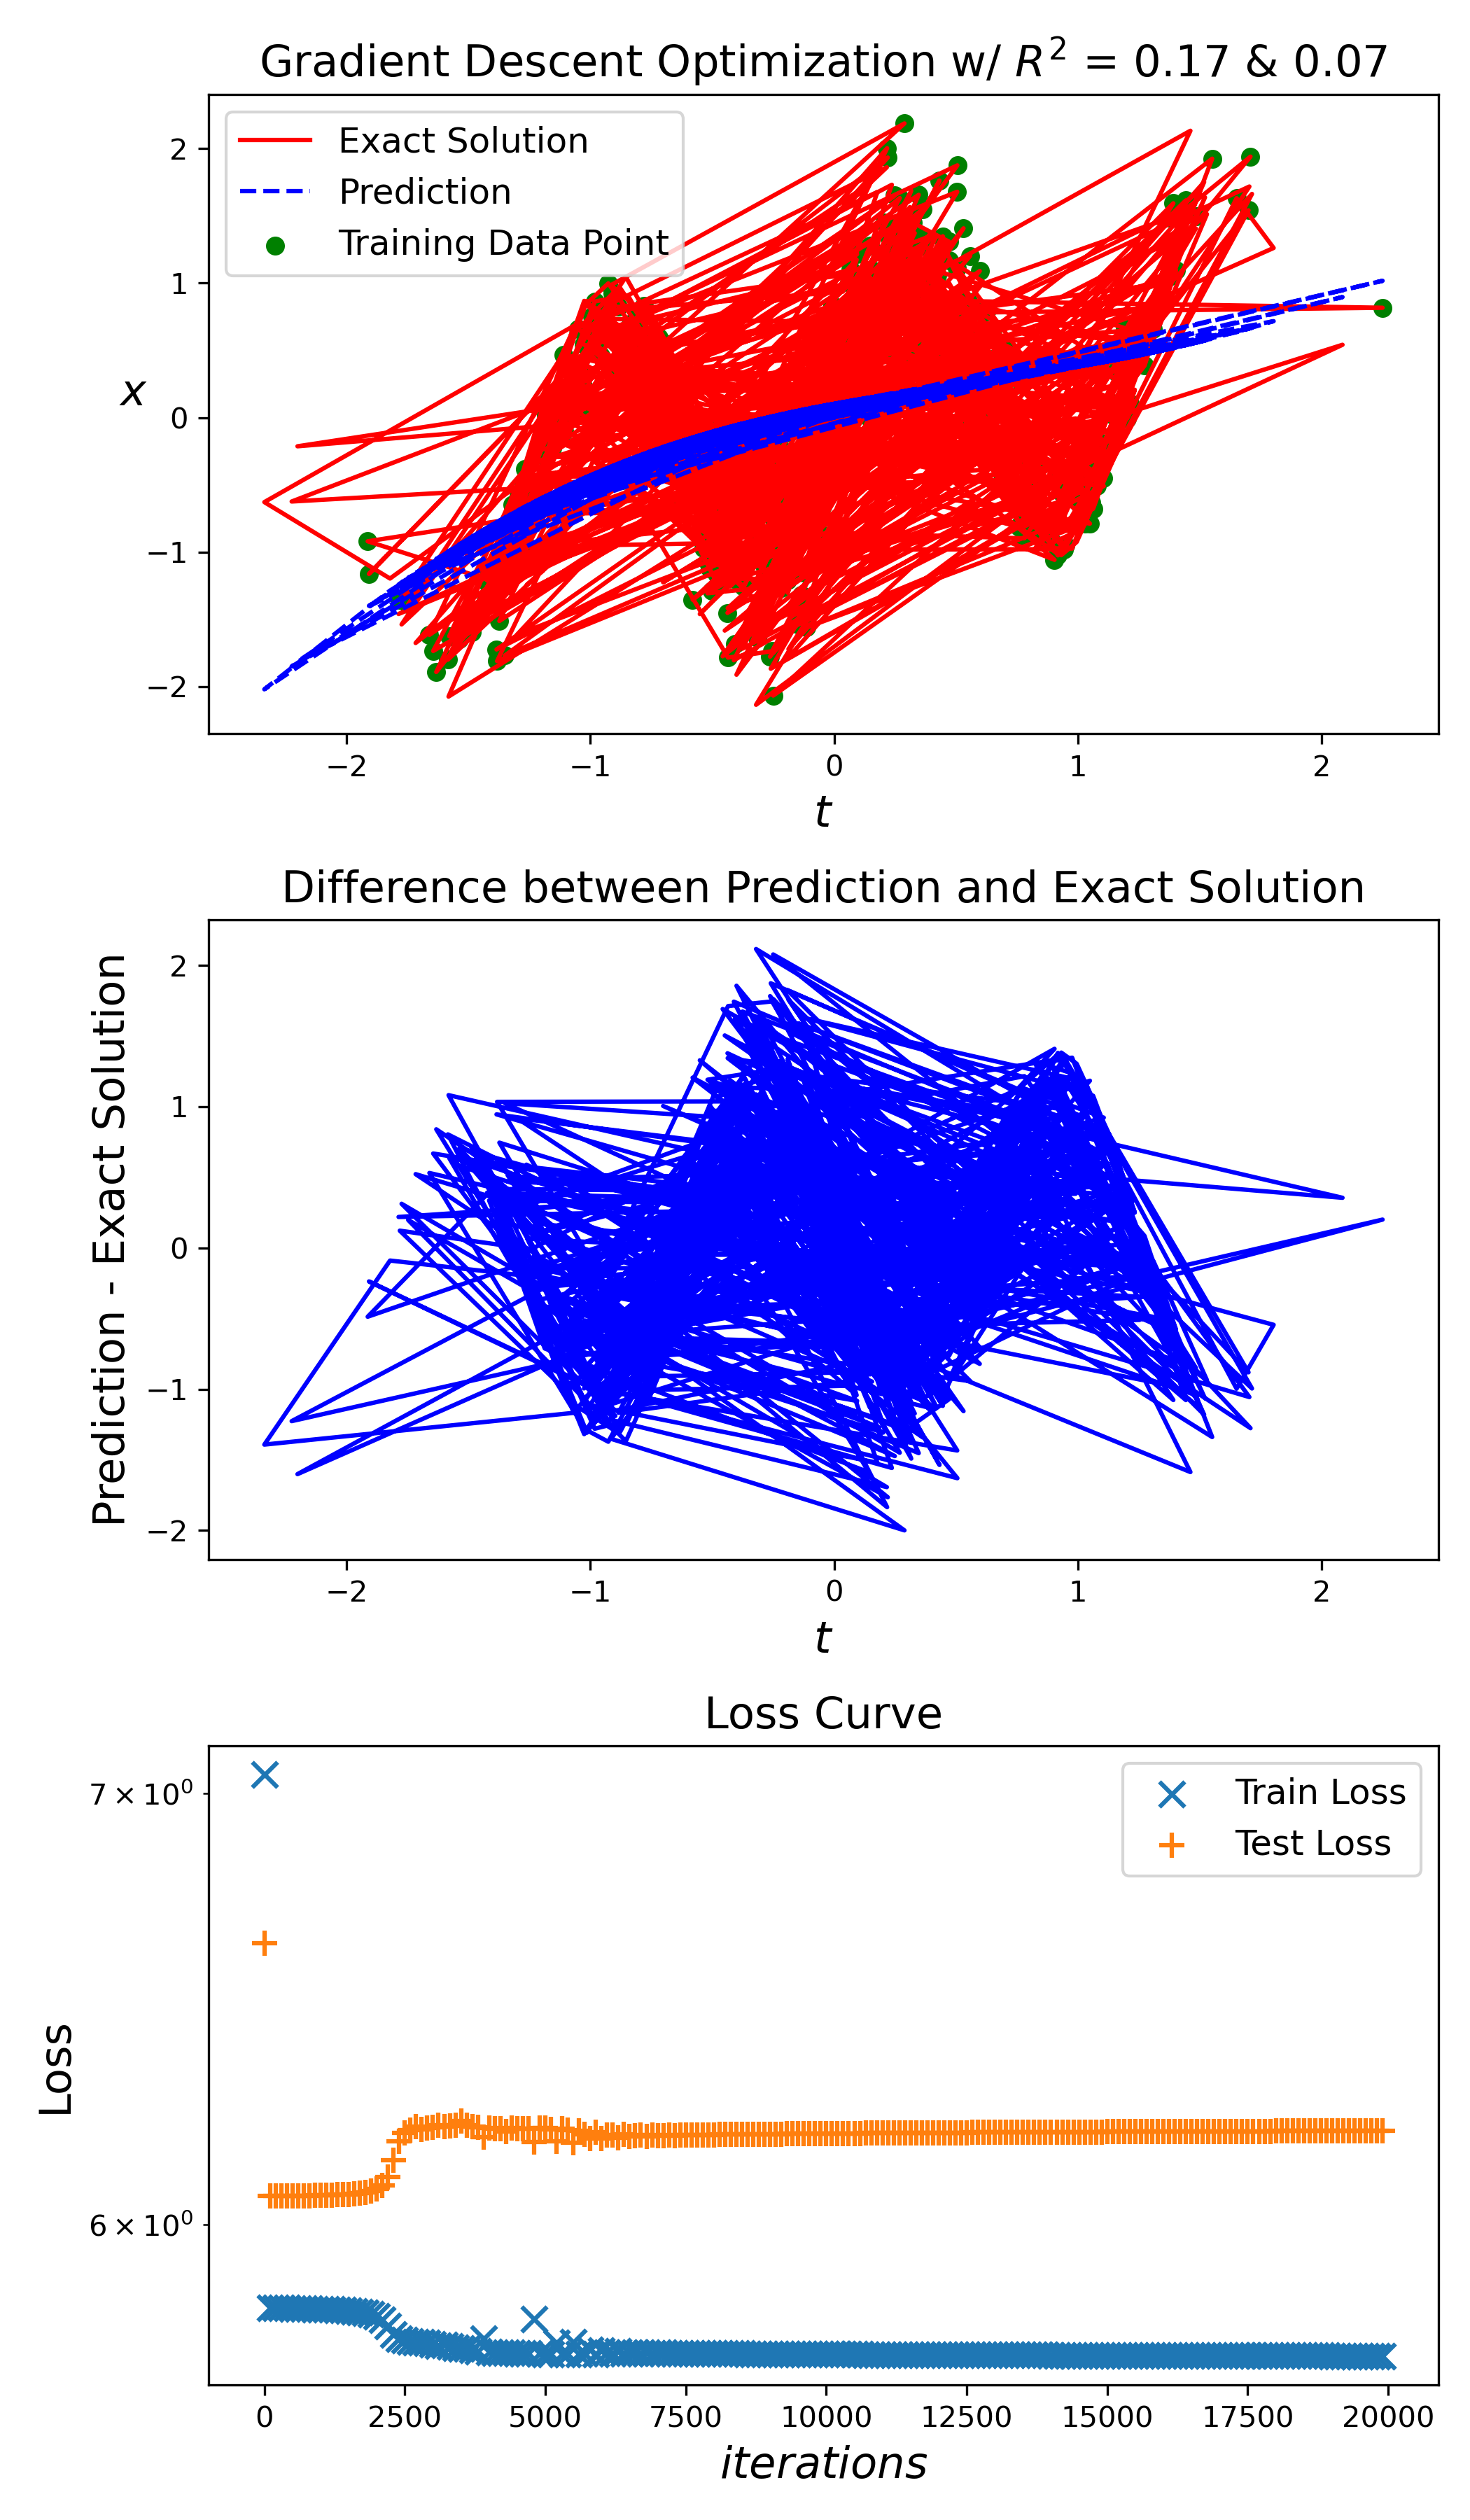 Gradient Descent Optimization w/ R² = 0.17 & 0.07
Exact Solution
Prediction
Training Data Point
2
1
0
−1
−2
x
−2 −1 0 1 2
t
Difference between Prediction and Exact Solution
Prediction - Exact Solution
2
1
0
−1
−2
−2 −1 0 1 2
t
Loss Curve
Train Loss
Test Loss
7 × 10⁰
6 × 10⁰
Loss
0 2500 5000 7500 10000 12500 15000 17500 20000
iterations